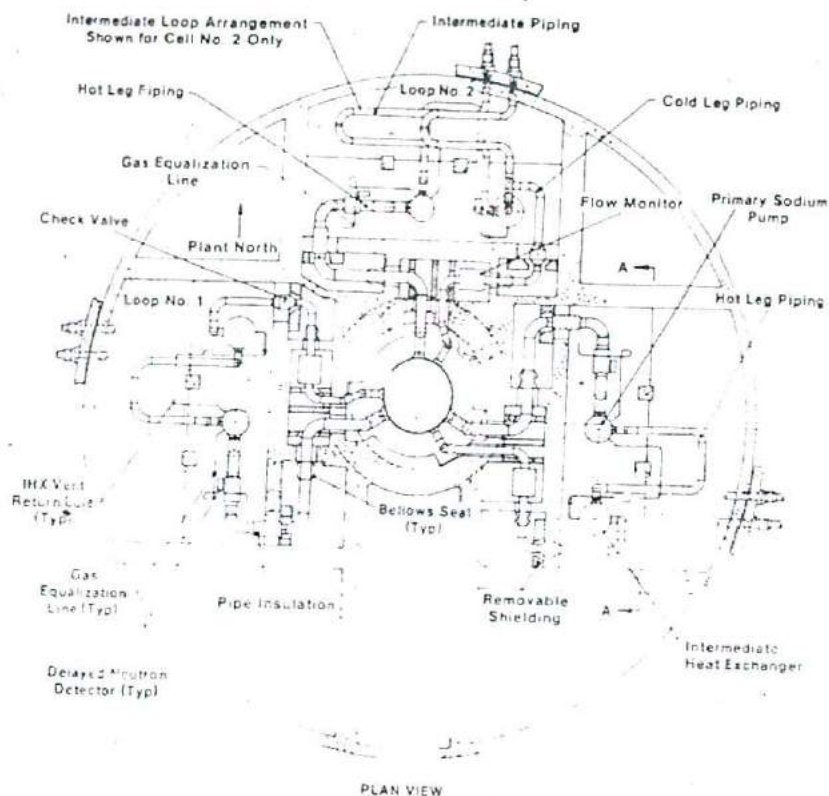 Intermediate Loop Arrangement
Shown for Cell No. 2 Only
Intermediate Piping
Hot Leg Piping
Loop No. 2
Cold Leg Piping
Gas Equalization
Line
Flow Monitor
Primary Sodium
Pump
Check Valve
Plant North
A
Loop No. 1
Hot Leg Piping
IHX Vent
Return Line
(Typ)
Bellows Seal
(Typ)
Gas
Equalization
Line (Typ)
Pipe Insulation
Removable
Shielding
A
Intermediate
Heat Exchanger
Delayed Neutron
Detector (Typ)
PLAN VIEW